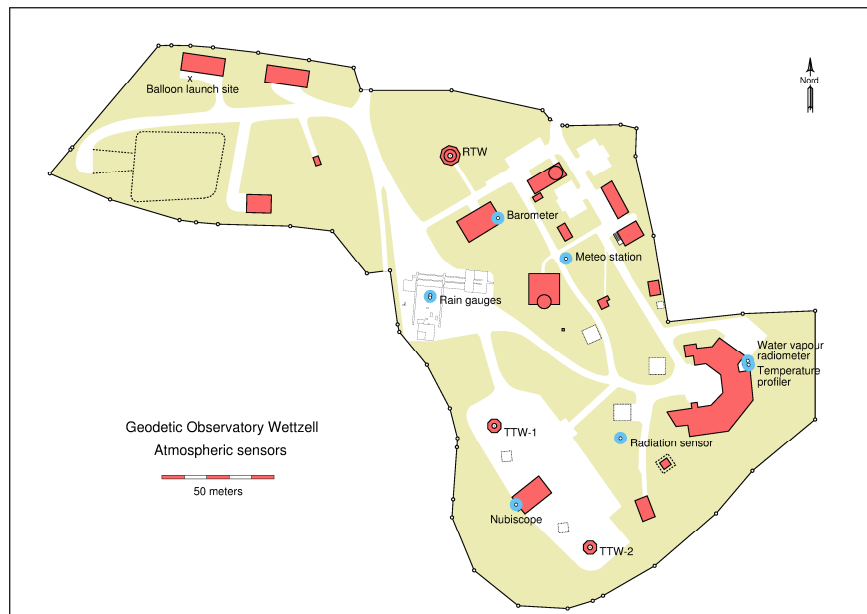 Nord
Balloon launch site
x
RTW
Barometer
Meteo station
Rain gauges
Water vapour
radiometer
Temperature
profiler
Geodetic Observatory Wettzell
Atmospheric sensors
50 meters
TTW-1
Radiation sensor
Nubiscope
TTW-2